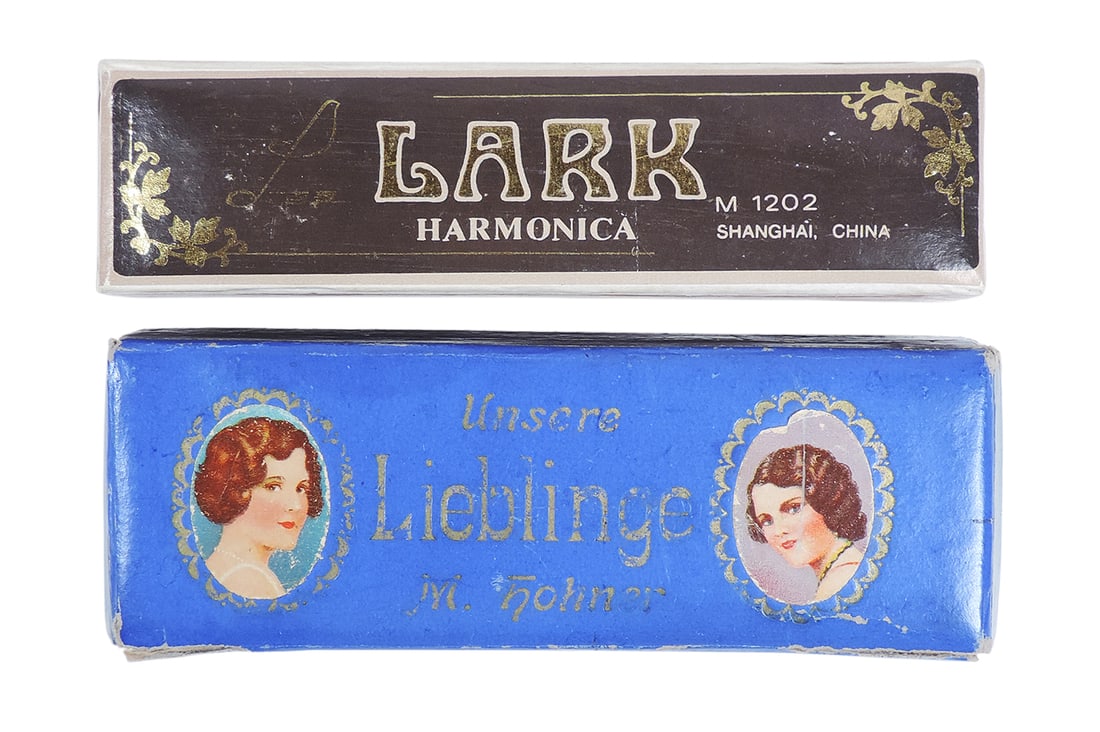 LARK
HARMONICA
M 1202
SHANGHAI, CHINA
Unsere
Lieblinge
M. Hohner